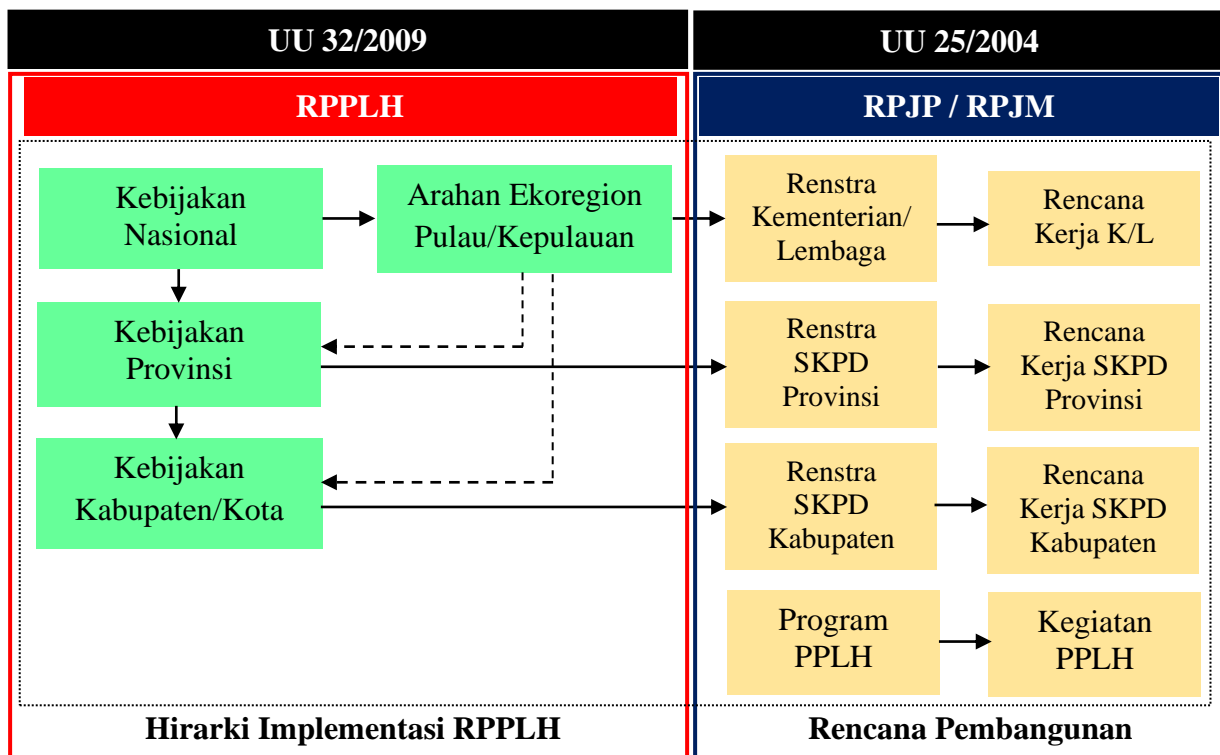 UU 32/2009
UU 25/2004
RPPLH
RPJP / RPJM
Kebijakan
Nasional
Arahan Ekoregion
Pulau/Kepulauan
Renstra
Kementerian/
Lembaga
Rencana
Kerja K/L
Kebijakan
Provinsi
Renstra
SKPD
Provinsi
Rencana
Kerja SKPD
Provinsi
Kebijakan
Kabupaten/Kota
Renstra
SKPD
Kabupaten
Rencana
Kerja SKPD
Kabupaten
Program
PPLH
Kegiatan
PPLH
Hirarki Implementasi RPPLH
Rencana Pembangunan